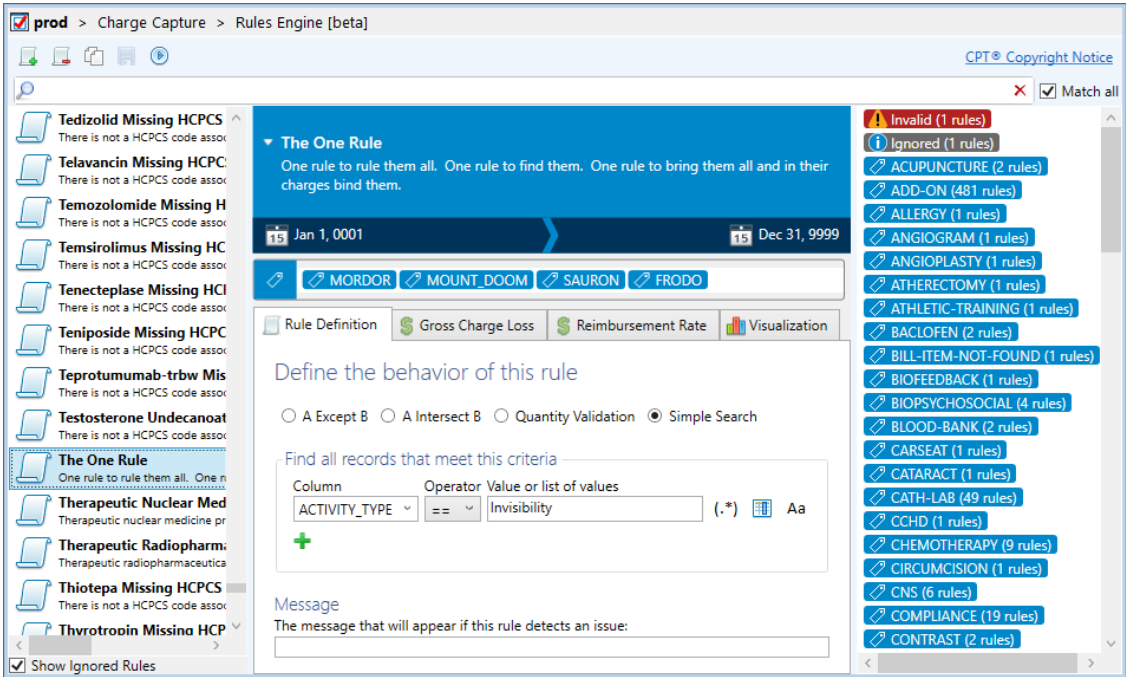 prod > Charge Capture > Rules Engine [beta]
CPT® Copyright Notice
Match all
Tedizolid Missing HCPCS
There is not a HCPCS code assoc
Telavancin Missing HCPC
There is not a HCPCS code assoc
Temozolomide Missing H
There is not a HCPCS code assoc
Temsirolimus Missing HC
There is not a HCPCS code assoc
Tenecteplase Missing HCI
There is not a HCPCS code assoc
Teniposide Missing HCPC
There is not a HCPCS code assoc
Teprotumumab-trbw Mis
There is not a HCPCS code assoc
Testosterone Undecanoat
There is not a HCPCS code assoc
The One Rule
One rule to rule them all. One r
Therapeutic Nuclear Med
Therapeutic nuclear medicine pr
Therapeutic Radiopharma
Therapeutic radiopharmaceutica
Thiotepa Missing HCPCS
There is not a HCPCS code assoc
Thyrotropin Missing HCP
Show Ignored Rules
The One Rule
One rule to rule them all. One rule to find them. One rule to bring them all and in their
charges bind them.
15 Jan 1, 0001
15 Dec 31, 9999
MORDOR MOUNT_DOOM SAURON FRODO
Rule Definition Gross Charge Loss Reimbursement Rate Visualization
Define the behavior of this rule
A Except B A Intersect B Quantity Validation Simple Search
Find all records that meet this criteria
Column Operator Value or list of values
ACTIVITY_TYPE == Invisibility (.*) Aa
Message
The message that will appear if this rule detects an issue:
Invalid (1 rules)
Ignored (1 rules)
ACUPUNCTURE (2 rules)
ADD-ON (481 rules)
ALLERGY (1 rules)
ANGIOGRAM (1 rules)
ANGIOPLASTY (1 rules)
ATHERECTOMY (1 rules)
ATHLETIC-TRAINING (1 rules)
BACLOFEN (2 rules)
BILL-ITEM-NOT-FOUND (1 rules)
BIOFEEDBACK (1 rules)
BIOPSYCHOSOCIAL (4 rules)
BLOOD-BANK (2 rules)
CARSEAT (1 rules)
CATARACT (1 rules)
CATH-LAB (49 rules)
CCHD (1 rules)
CHEMOTHERAPY (9 rules)
CIRCUMCISION (1 rules)
CNS (6 rules)
COMPLIANCE (19 rules)
CONTRAST (2 rules)